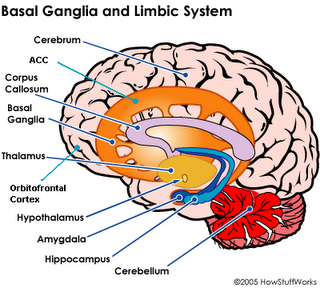 Basal Ganglia and Limbic System
Cerebrum
ACC
Corpus
Callosum
Basal
Ganglia
Thalamus
Orbitofrontal
Cortex
Hypothalamus
Amygdala
Hippocampus
Cerebellum
©2005 HowStuffWorks